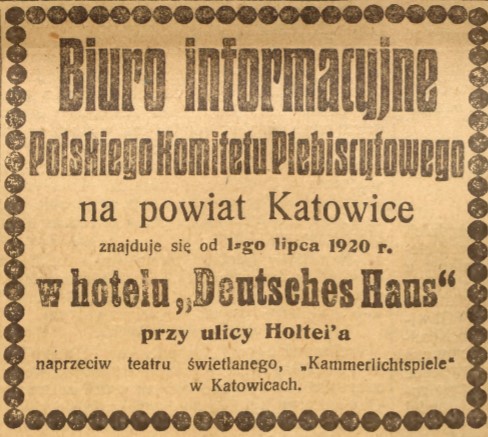 Biuro informacyjne
Polskiego Komitetu Plebiscytowego
na powiat Katowice
znajduje się od 1-go lipca 1920 r.
w hotelu „Deutsches Haus“
przy ulicy Holtei'a
naprzeciw teatru świetlanego, „Kammerlichtspiele“
w Katowicach.